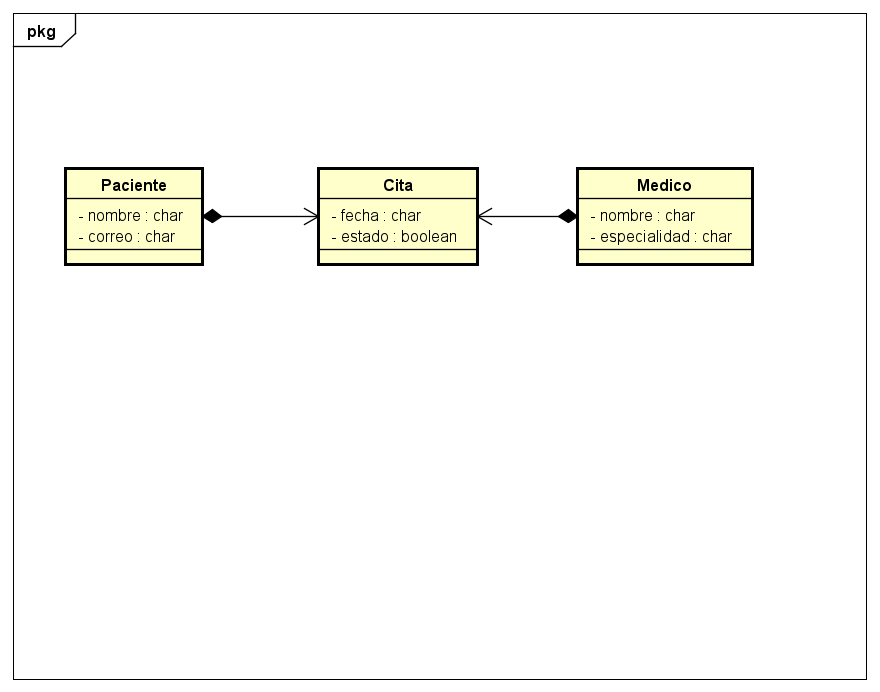 pkg
Paciente
- nombre : char
- correo : char
Cita
- fecha : char
- estado : boolean
Medico
- nombre : char
- especialidad : char